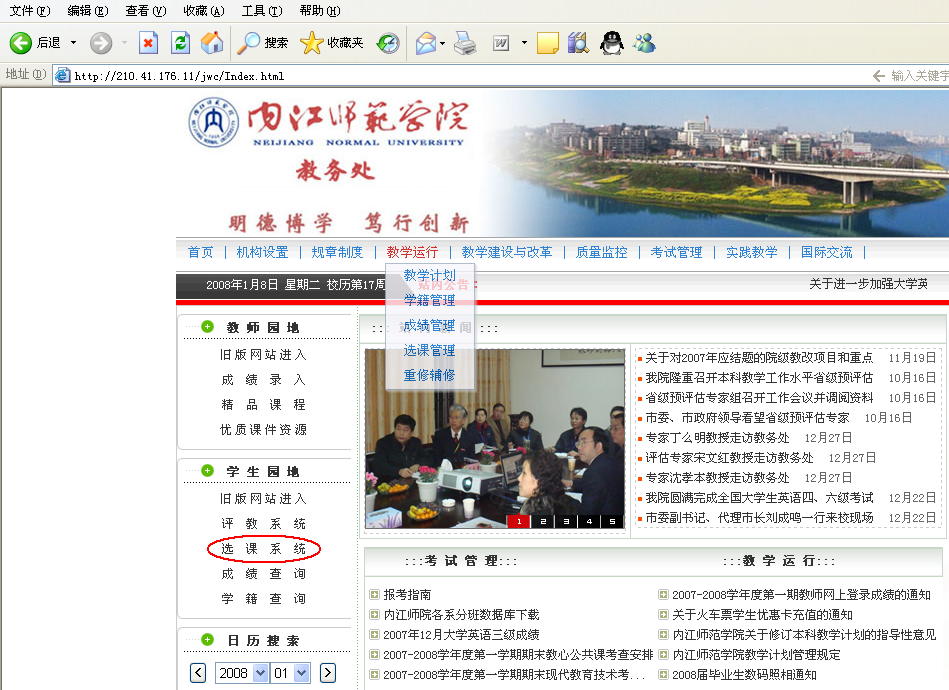 文件(F) 编辑(E) 查看(V) 收藏(A) 工具(T) 帮助(H)
后退 搜索 收藏夹
地址(D) http://210.41.176.11/jwc/Index.html 输入关键字
内江师范学院
NEIJIANG NORMAL UNIVERSITY
教务处
明德博学 笃行创新
首页 | 机构设置 | 规章制度 | 教学运行 | 教学建设与改革 | 质量监控 | 考试管理 | 实践教学 | 国际交流 |
2008年1月8日 星期二 校历第17周 站内公告: 关于进一步加强大学英
教学计划
学籍管理
成绩管理
选课管理
重修辅修
教师园地
旧版网站进入
成绩录入
精品课程
优质课件资源
学生园地
旧版网站进入
评教系统
选课系统
成绩查询
学籍查询
日历搜索
2008 01
::: 闻 :::
1 2 3 4 5
关于对2007年应结题的院级教改项目和重点 11月19日
我院隆重召开本科教学工作水平省级预评估 10月16日
省级预评估专家组召开工作会议并调阅资料 10月16日
市委、市政府领导看望省级预评估专家 10月16日
专家丁么明教授走访教务处 12月27日
评估专家宋文红教授走访教务处 12月27日
专家沈孝本教授走访教务处 12月27日
我院圆满完成全国大学生英语四、六级考试 12月22日
市委副书记、代理市长刘成鸣一行来校现场 12月22日
:::考试管理:::
报考指南
内江师院各系分班数据库下载
2007年12月大学英语三级成绩
2007-2008学年度第一学期期末教心公共课考查安排
2007-2008学年度第一学期期末现代教育技术考...
:::教学运行:::
2007-2008学年度第一期教师网上登录成绩的通知
关于火车票学生优惠卡充值的通知
内江师范学院关于修订本科教学计划的指导性意见
内江师范学院教学计划管理规定
2008届毕业生数码照相通知